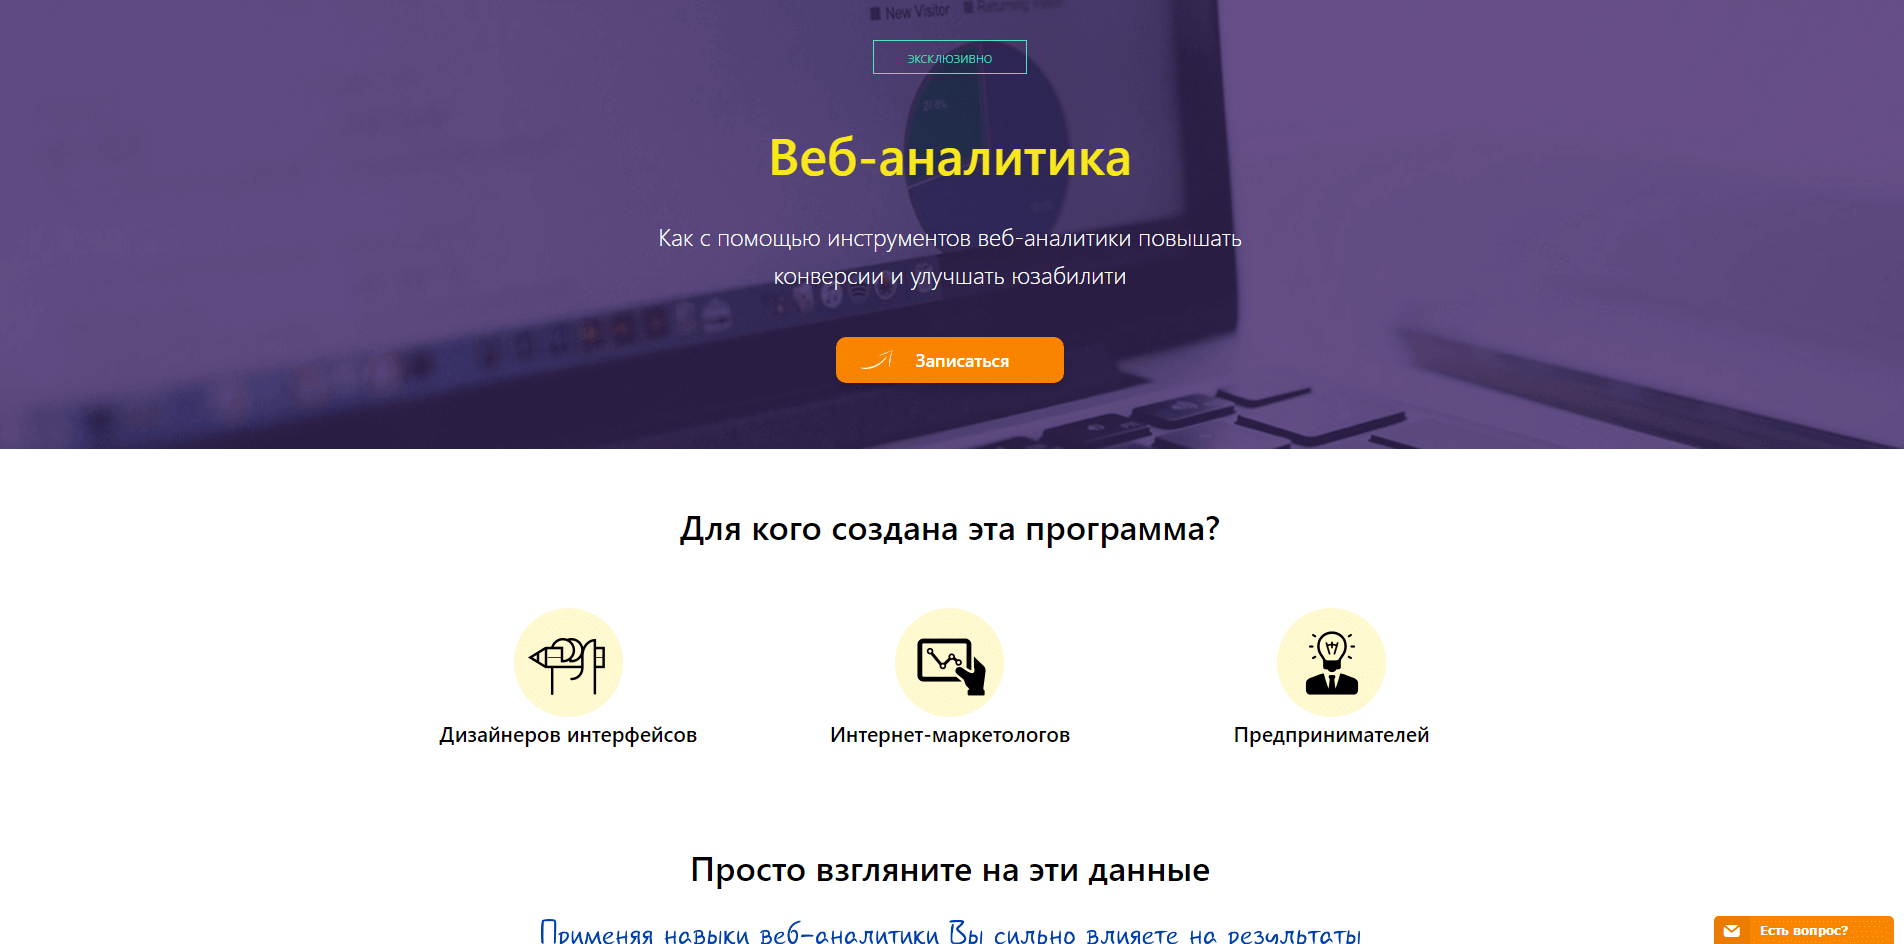 New Visitor Returning Visitor
ЭКСКЛЮЗИВНО
27.8%
Веб-аналитика
Как с помощью инструментов веб-аналитики повышать
конверсии и улучшать юзабилити
Записаться
Для кого создана эта программа?
Дизайнеров интерфейсов
Интернет-маркетологов
Предпринимателей
Просто взгляните на эти данные
Применяя навыки веб-аналитики Вы сильно влияете на результаты
Есть вопрос?